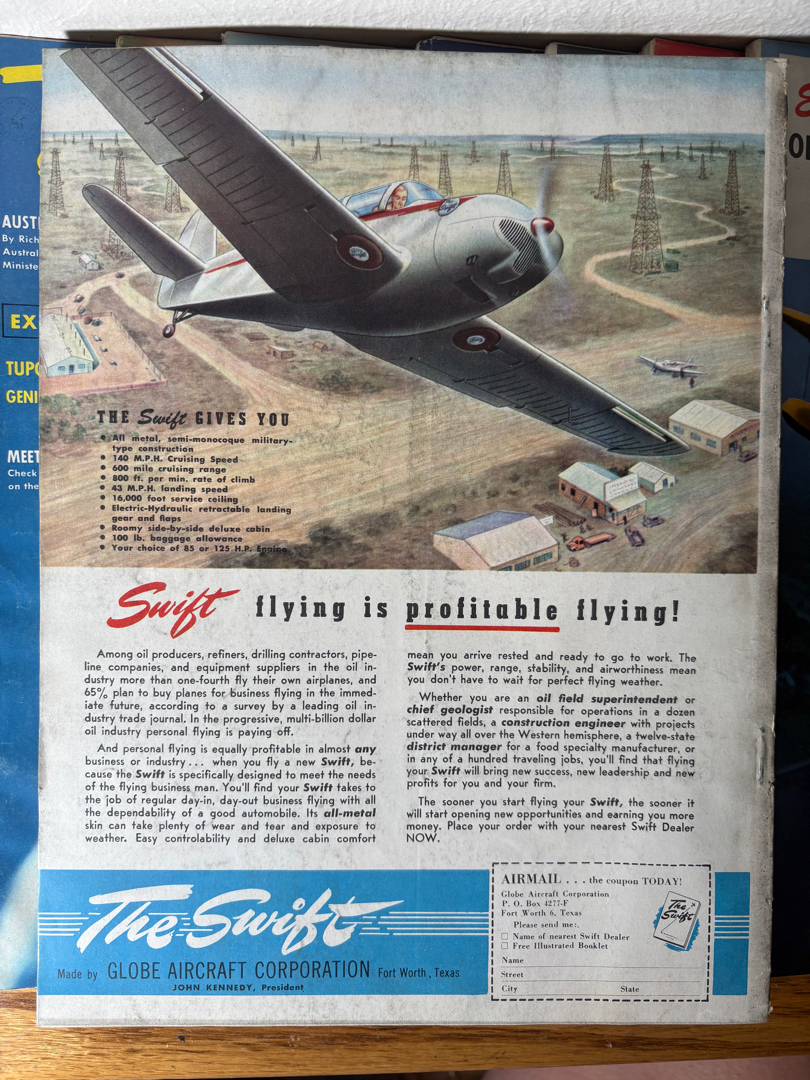 AUST
By Rich
Austral
Ministe
EX
TUPO
GENI
MEET
Check
on the
THE Swift GIVES YOU
• All metal, semi-monocoque military-
type construction
• 140 M.P.H. Cruising Speed
• 600 mile cruising range
• 800 ft. per min. rate of climb
• 43 M.P.H. landing speed
• 16,000 foot service ceiling
• Electric-Hydraulic retractable landing
gear and flaps
• Roomy side-by-side deluxe cabin
• 100 lb. baggage allowance
• Your choice of 85 or 125 H.P. Engine
Swift flying is profitable flying!
Among oil producers, refiners, drilling contractors, pipe-
line companies, and equipment suppliers in the oil in-
dustry more than one-fourth fly their own airplanes, and
65% plan to buy planes for business flying in the immed-
iate future, according to a survey by a leading oil in-
dustry trade journal. In the progressive, multi-billion dollar
oil industry personal flying is paying off.
And personal flying is equally profitable in almost any
business or industry . . . when you fly a new Swift, be-
cause the Swift is specifically designed to meet the needs
of the flying business man. You'll find your Swift takes to
the job of regular day-in, day-out business flying with all
the dependability of a good automobile. Its all-metal
skin can take plenty of wear and tear and exposure to
weather. Easy controlability and deluxe cabin comfort
mean you arrive rested and ready to go to work. The
Swift's power, range, stability, and airworthiness mean
you don't have to wait for perfect flying weather.
Whether you are an oil field superintendent or
chief geologist responsible for operations in a dozen
scattered fields, a construction engineer with projects
under way all over the Western hemisphere, a twelve-state
district manager for a food specialty manufacturer, or
in any of a hundred traveling jobs, you'll find that flying
your Swift will bring new success, new leadership and new
profits for you and your firm.
The sooner you start flying your Swift, the sooner it
will start opening new opportunities and earning you more
money. Place your order with your nearest Swift Dealer
NOW.
The Swift
Made by GLOBE AIRCRAFT CORPORATION Fort Worth, Texas
JOHN KENNEDY, President
AIRMAIL . . . the coupon TODAY!
Globe Aircraft Corporation
P. O. Box 4277-F
Fort Worth 6, Texas
Please send me:
Name of nearest Swift Dealer
Free Illustrated Booklet
Name
Street
City State
The Swift